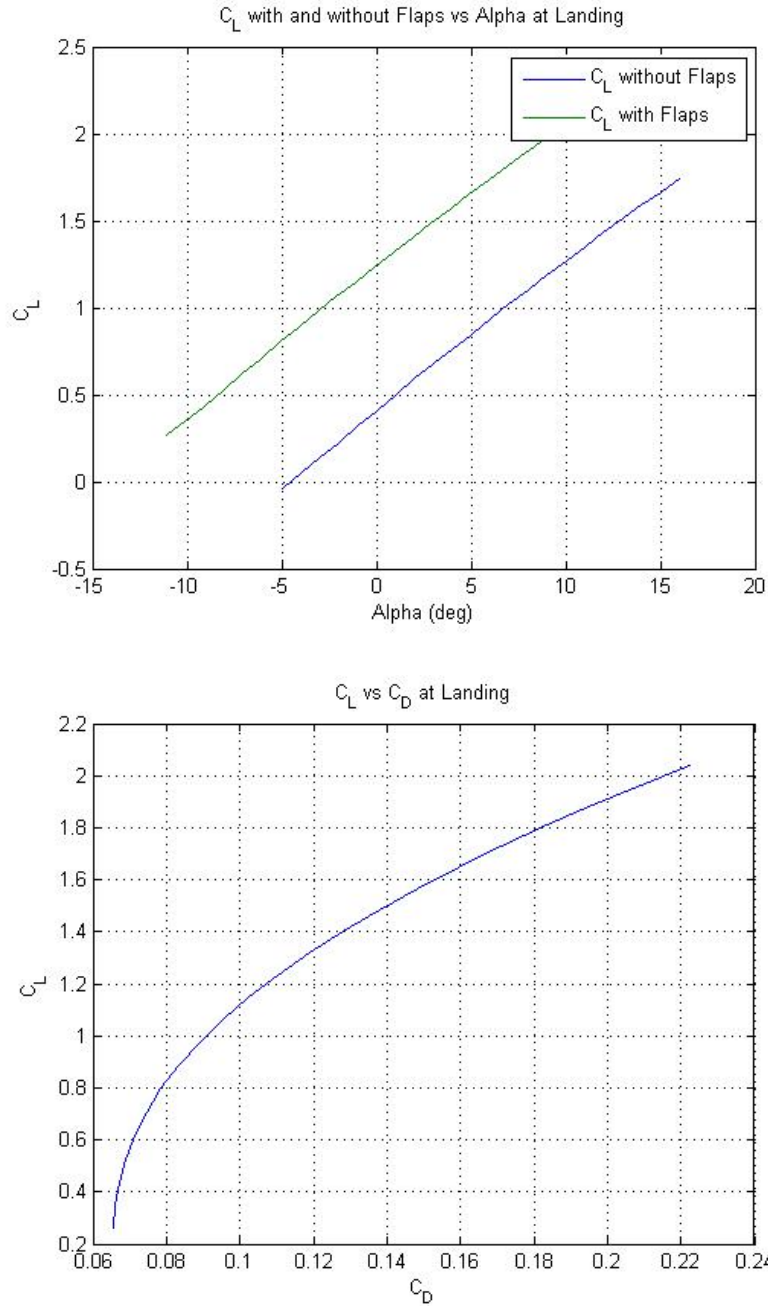 C_L with and without Flaps vs Alpha at Landing
2.5
C_L without Flaps
C_L with Flaps
2
1.5
1
0.5
0
-0.5
C_L
-15 -10 -5 0 5 10 15 20
Alpha (deg)
C_L vs C_D at Landing
2.2
2
1.8
1.6
1.4
1.2
1
0.8
0.6
0.4
0.2
C_L
0.06 0.08 0.1 0.12 0.14 0.16 0.18 0.2 0.22 0.24
C_D